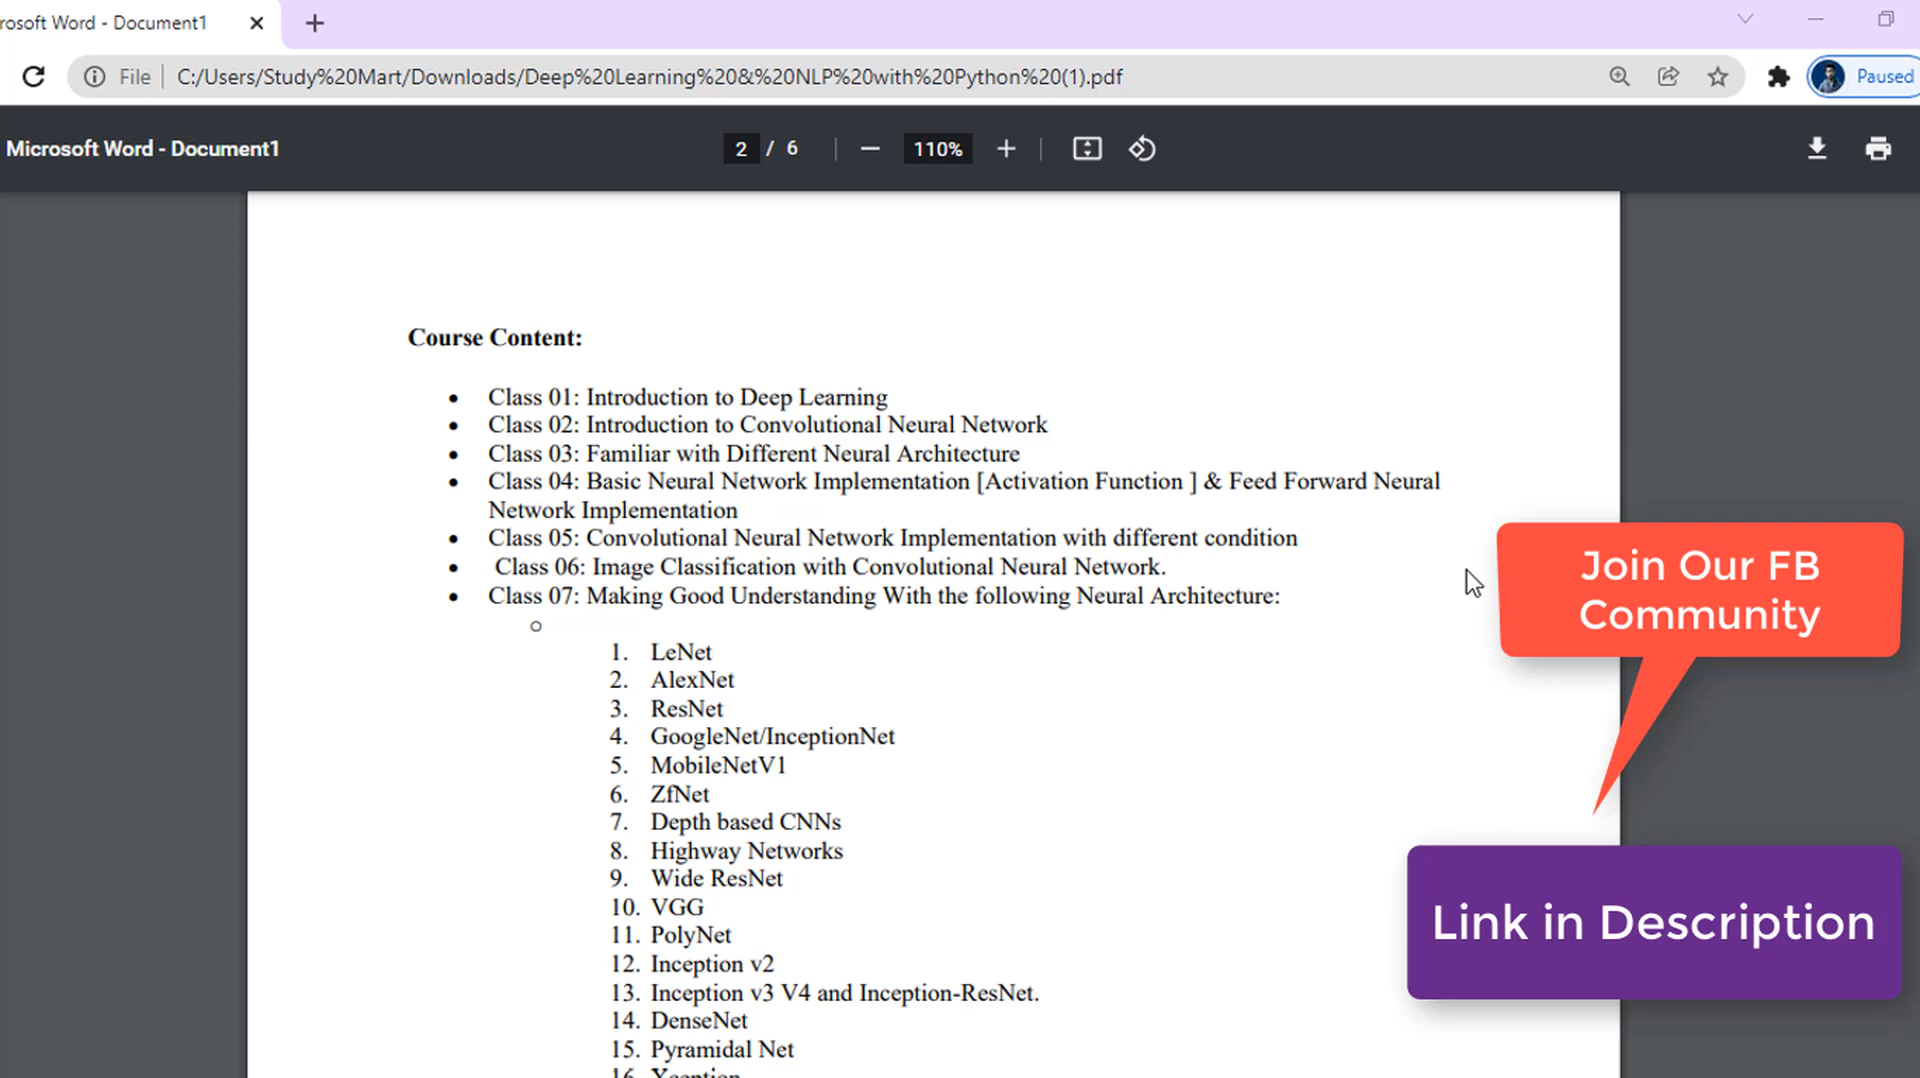 rosoft Word - Document1
File
C:/Users/Study%20Mart/Downloads/Deep%20Learning%20&%20NLP%20with%20Python%20(1).pdf
Paused
Microsoft Word - Document1
2 / 6
110%
Course Content:
• Class 01: Introduction to Deep Learning
• Class 02: Introduction to Convolutional Neural Network
• Class 03: Familiar with Different Neural Architecture
• Class 04: Basic Neural Network Implementation [Activation Function ] & Feed Forward Neural
Network Implementation
• Class 05: Convolutional Neural Network Implementation with different condition
• Class 06: Image Classification with Convolutional Neural Network.
• Class 07: Making Good Understanding With the following Neural Architecture:
1. LeNet
2. AlexNet
3. ResNet
4. GoogleNet/InceptionNet
5. MobileNetV1
6. ZfNet
7. Depth based CNNs
8. Highway Networks
9. Wide ResNet
10. VGG
11. PolyNet
12. Inception v2
13. Inception v3 V4 and Inception-ResNet.
14. DenseNet
15. Pyramidal Net
16. Xception
Join Our FB
Community
Link in Description